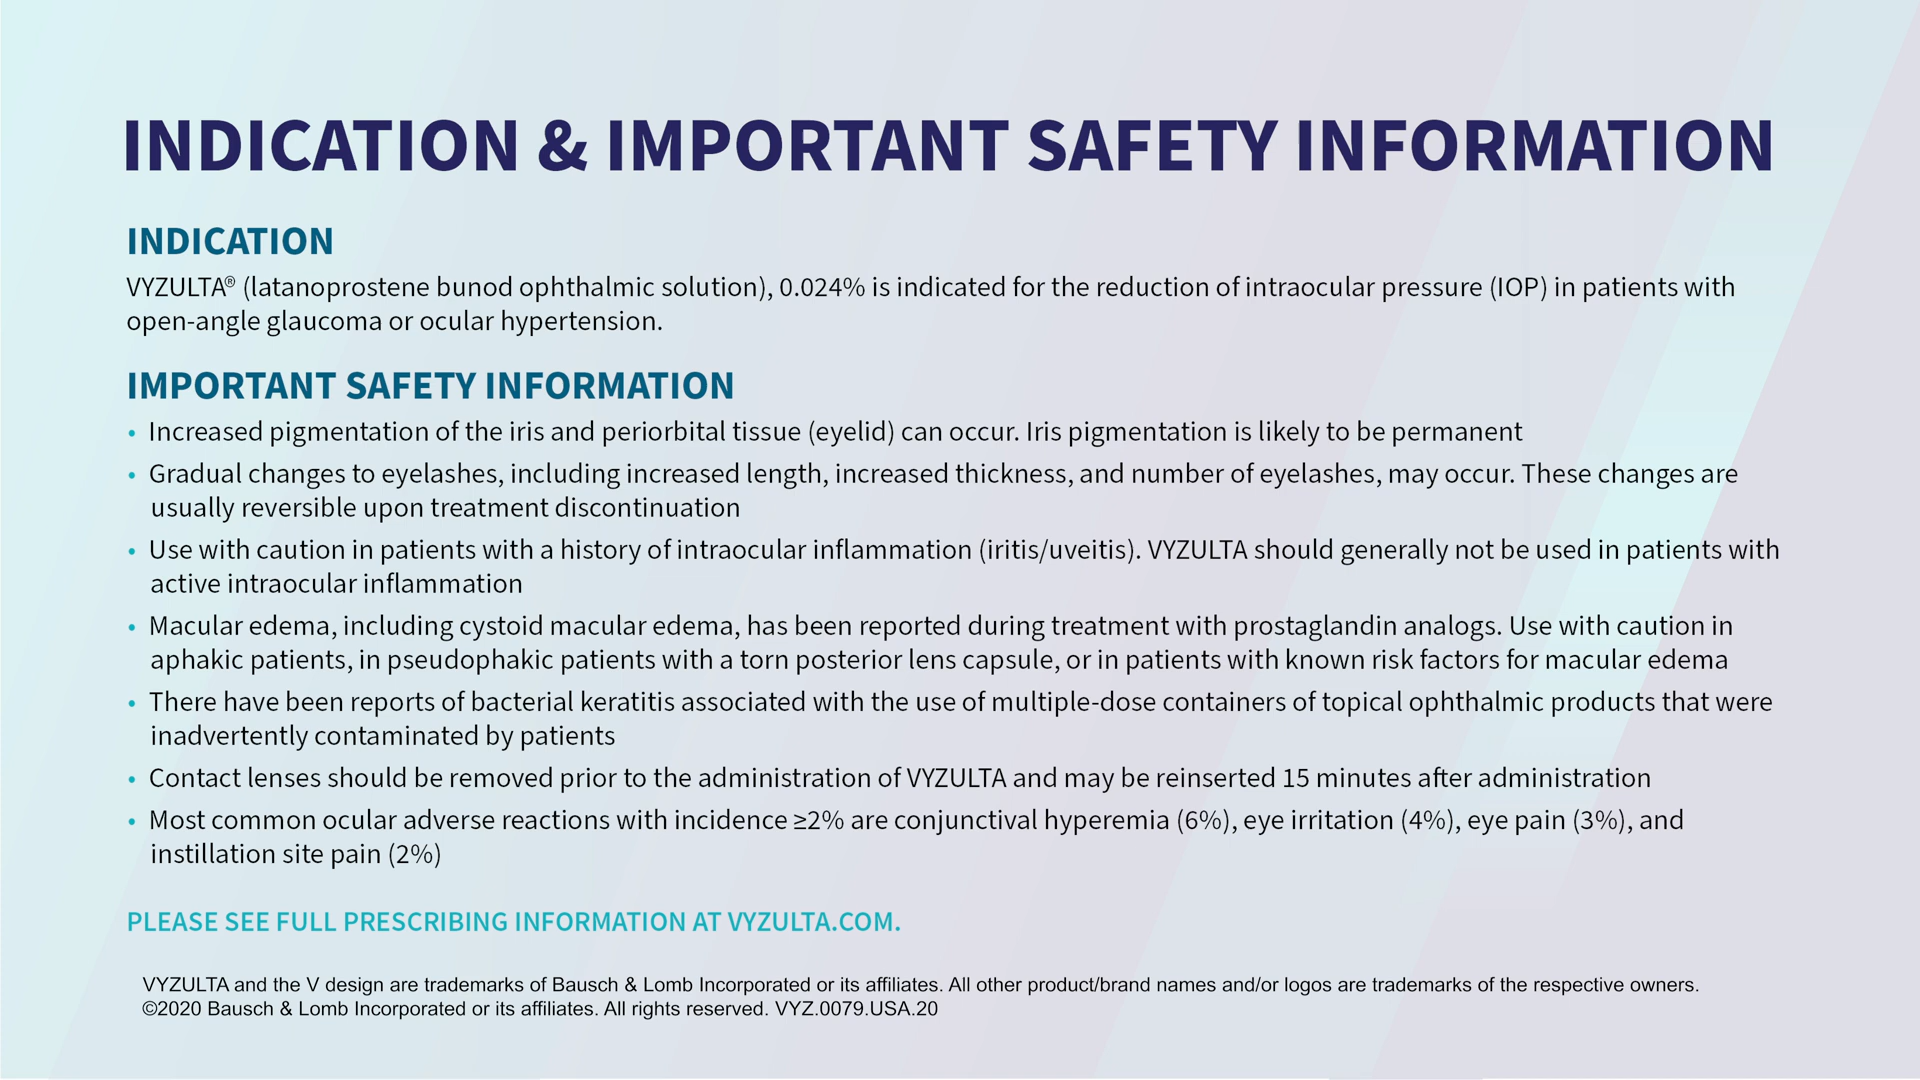 INDICATION & IMPORTANT SAFETY INFORMATION
INDICATION
VYZULTA® (latanoprostene bunod ophthalmic solution), 0.024% is indicated for the reduction of intraocular pressure (IOP) in patients with
open-angle glaucoma or ocular hypertension.
IMPORTANT SAFETY INFORMATION
• Increased pigmentation of the iris and periorbital tissue (eyelid) can occur. Iris pigmentation is likely to be permanent
• Gradual changes to eyelashes, including increased length, increased thickness, and number of eyelashes, may occur. These changes are
usually reversible upon treatment discontinuation
• Use with caution in patients with a history of intraocular inflammation (iritis/uveitis). VYZULTA should generally not be used in patients with
active intraocular inflammation
• Macular edema, including cystoid macular edema, has been reported during treatment with prostaglandin analogs. Use with caution in
aphakic patients, in pseudophakic patients with a torn posterior lens capsule, or in patients with known risk factors for macular edema
• There have been reports of bacterial keratitis associated with the use of multiple-dose containers of topical ophthalmic products that were
inadvertently contaminated by patients
• Contact lenses should be removed prior to the administration of VYZULTA and may be reinserted 15 minutes after administration
• Most common ocular adverse reactions with incidence ≥2% are conjunctival hyperemia (6%), eye irritation (4%), eye pain (3%), and
instillation site pain (2%)
PLEASE SEE FULL PRESCRIBING INFORMATION AT VYZULTA.COM.
VYZULTA and the V design are trademarks of Bausch & Lomb Incorporated or its affiliates. All other product/brand names and/or logos are trademarks of the respective owners.
©2020 Bausch & Lomb Incorporated or its affiliates. All rights reserved. VYZ.0079.USA.20